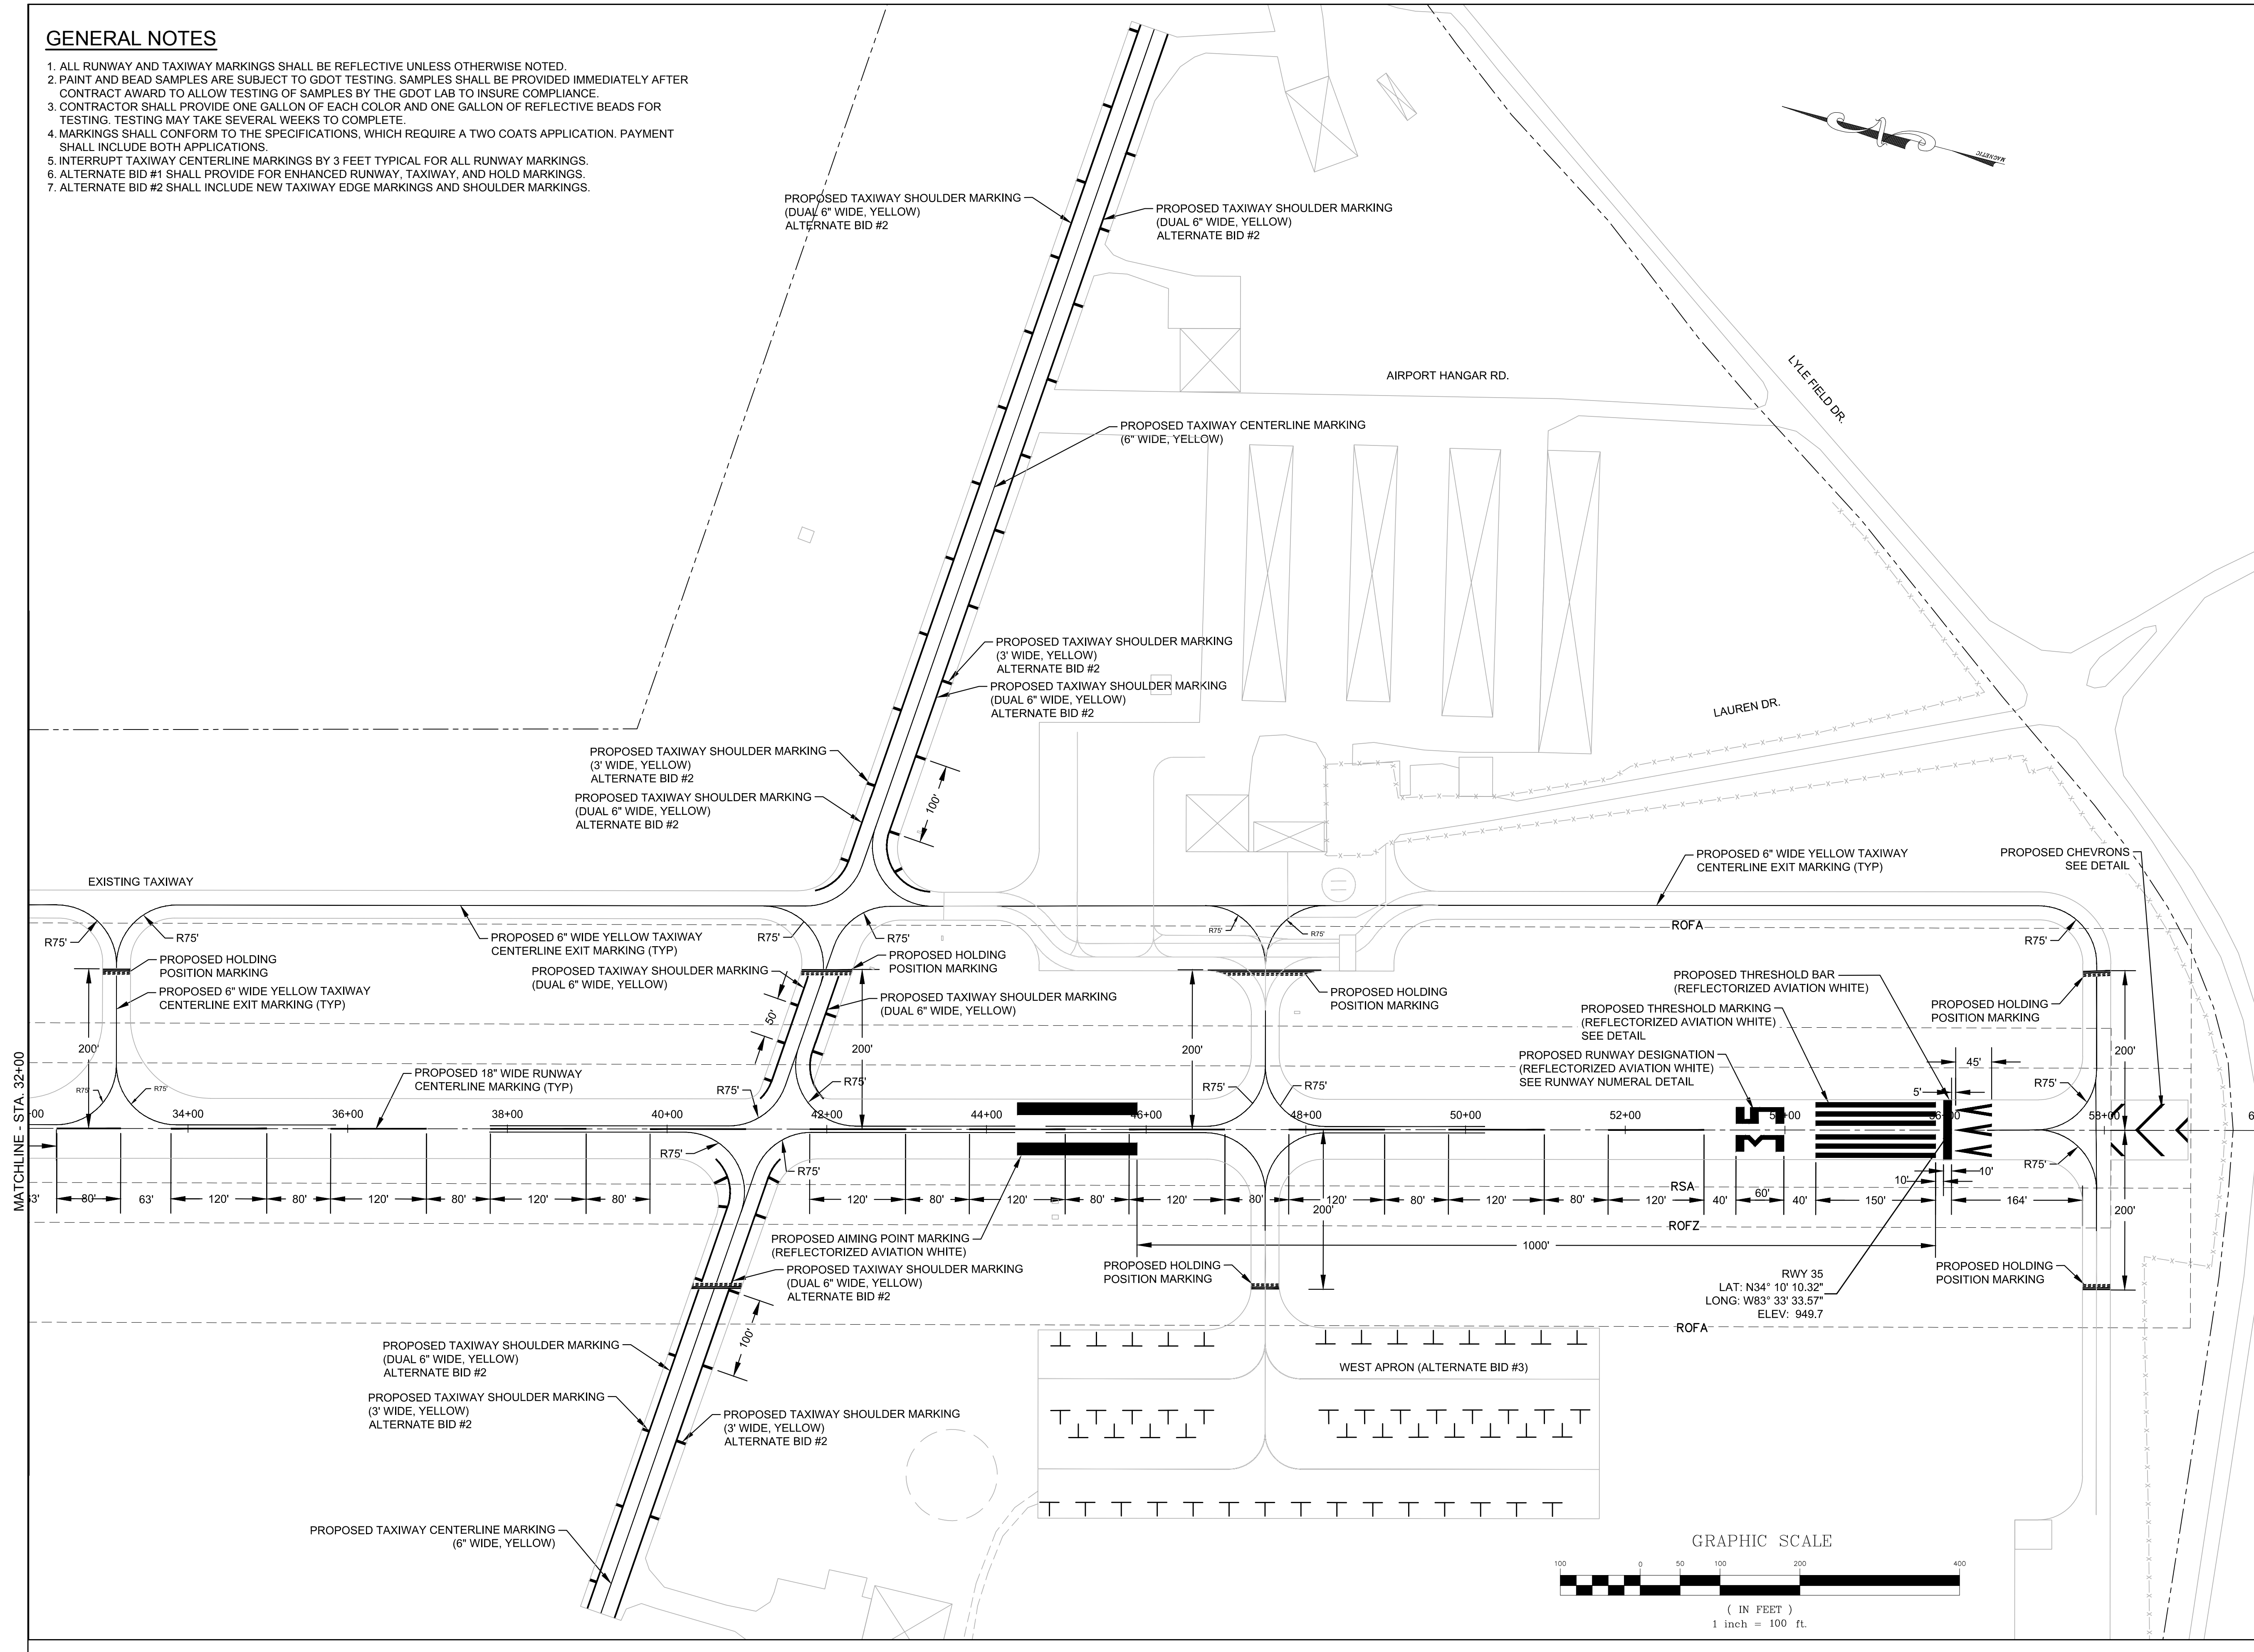 GENERAL NOTES
1. ALL RUNWAY AND TAXIWAY MARKINGS SHALL BE REFLECTIVE UNLESS OTHERWISE NOTED.
2. PAINT AND BEAD SAMPLES ARE SUBJECT TO GDOT TESTING. SAMPLES SHALL BE PROVIDED IMMEDIATELY AFTER
CONTRACT AWARD TO ALLOW TESTING OF SAMPLES BY THE GDOT LAB TO INSURE COMPLIANCE.
3. CONTRACTOR SHALL PROVIDE ONE GALLON OF EACH COLOR AND ONE GALLON OF REFLECTIVE BEADS FOR
TESTING. TESTING MAY TAKE SEVERAL WEEKS TO COMPLETE.
4. MARKINGS SHALL CONFORM TO THE SPECIFICATIONS, WHICH REQUIRE A TWO COATS APPLICATION. PAYMENT
SHALL INCLUDE BOTH APPLICATIONS.
5. INTERRUPT TAXIWAY CENTERLINE MARKINGS BY 3 FEET TYPICAL FOR ALL RUNWAY MARKINGS.
6. ALTERNATE BID #1 SHALL PROVIDE FOR ENHANCED RUNWAY, TAXIWAY, AND HOLD MARKINGS.
7. ALTERNATE BID #2 SHALL INCLUDE NEW TAXIWAY EDGE MARKINGS AND SHOULDER MARKINGS.
MAGNETIC
PROPOSED TAXIWAY SHOULDER MARKING
(DUAL 6" WIDE, YELLOW)
ALTERNATE BID #2
PROPOSED TAXIWAY SHOULDER MARKING
(DUAL 6" WIDE, YELLOW)
ALTERNATE BID #2
AIRPORT HANGAR RD.
LYLE FIELD DR.
PROPOSED TAXIWAY CENTERLINE MARKING
(6" WIDE, YELLOW)
PROPOSED TAXIWAY SHOULDER MARKING
(3' WIDE, YELLOW)
ALTERNATE BID #2
PROPOSED TAXIWAY SHOULDER MARKING
(DUAL 6" WIDE, YELLOW)
ALTERNATE BID #2
LAUREN DR.
PROPOSED TAXIWAY SHOULDER MARKING
(3' WIDE, YELLOW)
ALTERNATE BID #2
PROPOSED TAXIWAY SHOULDER MARKING
(DUAL 6" WIDE, YELLOW)
ALTERNATE BID #2
100'
EXISTING TAXIWAY
PROPOSED 6" WIDE YELLOW TAXIWAY
CENTERLINE EXIT MARKING (TYP)
PROPOSED CHEVRONS
SEE DETAIL
R75'
R75'
PROPOSED 6" WIDE YELLOW TAXIWAY
CENTERLINE EXIT MARKING (TYP)
R75'
R75'
R75'
R75'
ROFA
R75'
PROPOSED HOLDING
POSITION MARKING
PROPOSED TAXIWAY SHOULDER MARKING
(DUAL 6" WIDE, YELLOW)
PROPOSED HOLDING
POSITION MARKING
PROPOSED 6" WIDE YELLOW TAXIWAY
CENTERLINE EXIT MARKING (TYP)
PROPOSED TAXIWAY SHOULDER MARKING
(DUAL 6" WIDE, YELLOW)
PROPOSED HOLDING
POSITION MARKING
PROPOSED THRESHOLD BAR
(REFLECTORIZED AVIATION WHITE)
PROPOSED THRESHOLD MARKING
(REFLECTORIZED AVIATION WHITE)
SEE DETAIL
PROPOSED HOLDING
POSITION MARKING
50'
200'
200'
200'
200'
PROPOSED RUNWAY DESIGNATION
(REFLECTORIZED AVIATION WHITE)
SEE RUNWAY NUMERAL DETAIL
45'
5'
PROPOSED 18" WIDE RUNWAY
CENTERLINE MARKING (TYP)
R75'
R75'
R75'
R75'
R75'
R75'
R75'
MATCHLINE - STA. 32+00
00
34+00
36+00
38+00
40+00
42+00
44+00
46+00
48+00
50+00
52+00
58+00
6
35
R75'
R75'
R75'
80'
63'
120'
80'
120'
80'
120'
80'
120'
80'
120'
80'
120'
80'
120'
80'
120'
80'
120'
40'
60'
40'
150'
10'
10'
164'
RSA
200'
200'
ROFZ
PROPOSED AIMING POINT MARKING
(REFLECTORIZED AVIATION WHITE)
1000'
PROPOSED TAXIWAY SHOULDER MARKING
(DUAL 6" WIDE, YELLOW)
ALTERNATE BID #2
PROPOSED HOLDING
POSITION MARKING
RWY 35
LAT: N34° 10' 10.32"
LONG: W83° 33' 33.57"
ELEV: 949.7
PROPOSED HOLDING
POSITION MARKING
100'
ROFA
PROPOSED TAXIWAY SHOULDER MARKING
(DUAL 6" WIDE, YELLOW)
ALTERNATE BID #2
WEST APRON (ALTERNATE BID #3)
PROPOSED TAXIWAY SHOULDER MARKING
(3' WIDE, YELLOW)
ALTERNATE BID #2
PROPOSED TAXIWAY SHOULDER MARKING
(3' WIDE, YELLOW)
ALTERNATE BID #2
PROPOSED TAXIWAY CENTERLINE MARKING
(6" WIDE, YELLOW)
GRAPHIC SCALE
100 0 50 100 200 400
( IN FEET )
1 inch = 100 ft.